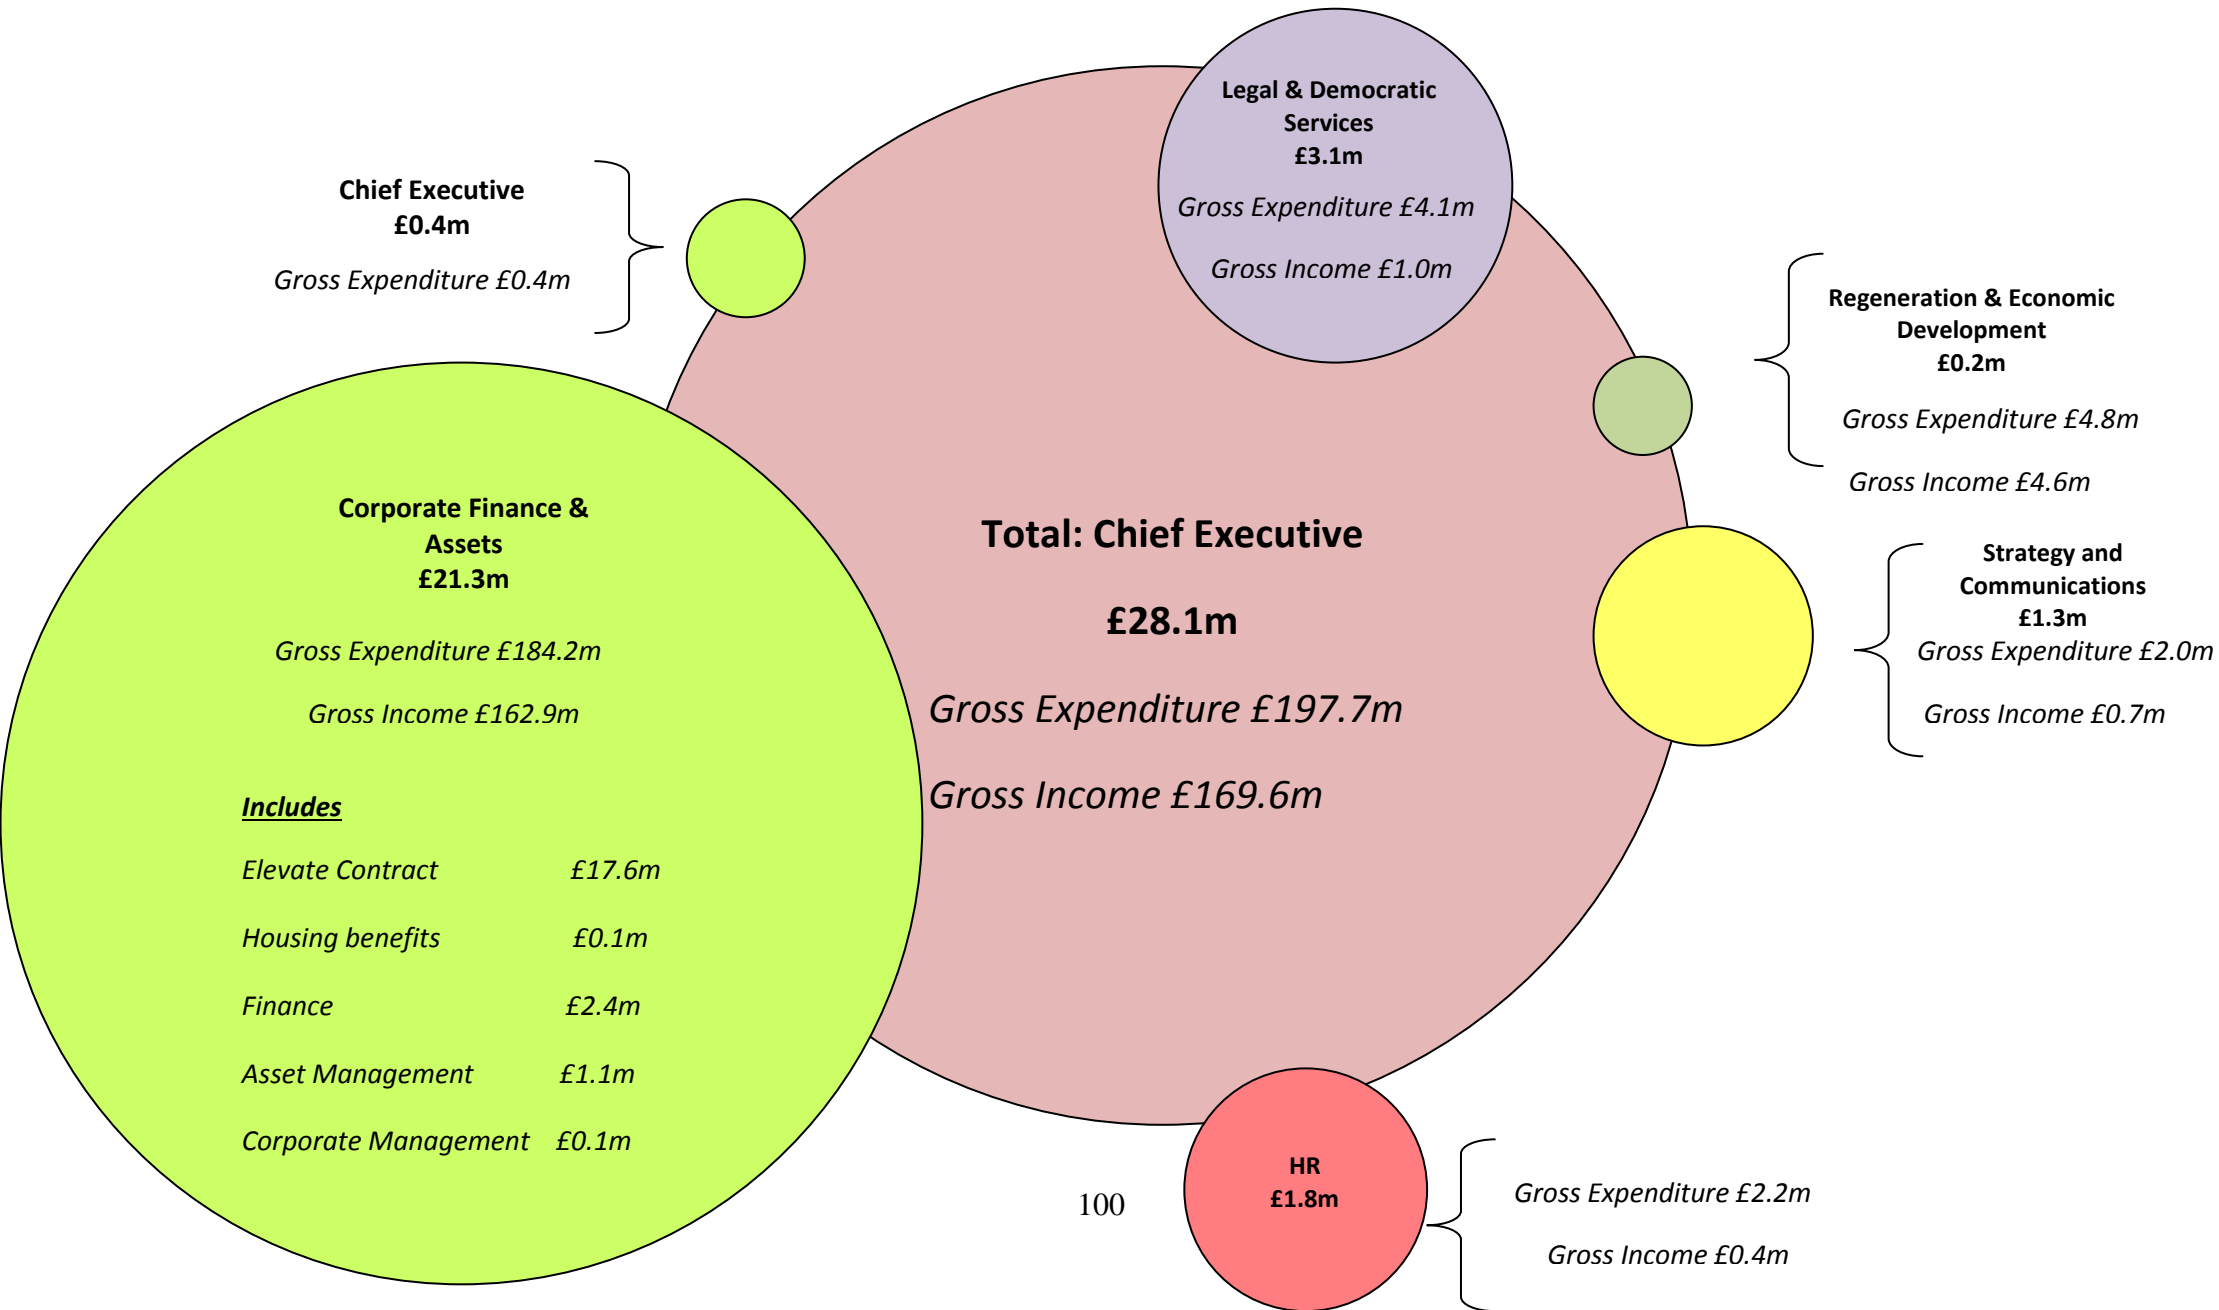 Legal & Democratic
Services
£3.1m
Gross Expenditure £4.1m
Gross Income £1.0m
Chief Executive
£0.4m
Gross Expenditure £0.4m
Regeneration & Economic
Development
£0.2m
Gross Expenditure £4.8m
Gross Income £4.6m
Corporate Finance &
Assets
£21.3m
Gross Expenditure £184.2m
Gross Income £162.9m
Includes
Elevate Contract £17.6m
Housing benefits £0.1m
Finance £2.4m
Asset Management £1.1m
Corporate Management £0.1m
Total: Chief Executive
£28.1m
Gross Expenditure £197.7m
Gross Income £169.6m
Strategy and
Communications
£1.3m
Gross Expenditure £2.0m
Gross Income £0.7m
HR
£1.8m
Gross Expenditure £2.2m
Gross Income £0.4m
100